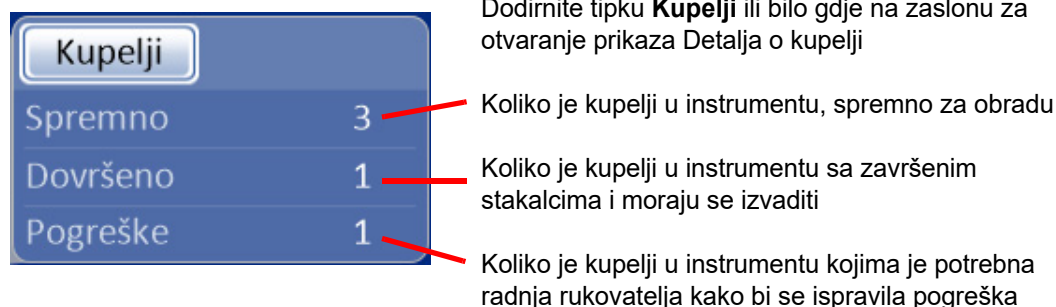 Kupelji
Spremno 3
Dovršeno 1
Pogreške 1
Dodirnite tipku Kupelji ili bilo gdje na zaslonu za
otvaranje prikaza Detalja o kupelji
Koliko je kupelji u instrumentu, spremno za obradu
Koliko je kupelji u instrumentu sa završenim
stakalcima i moraju se izvaditi
Koliko je kupelji u instrumentu kojima je potrebna
radnja rukovatelja kako bi se ispravila pogreška